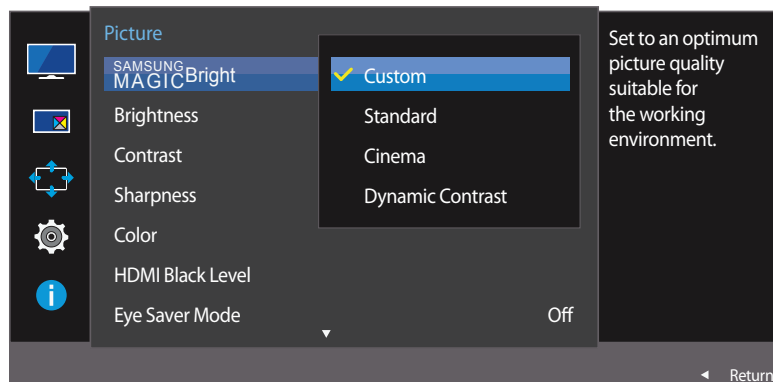 Picture
SAMSUNG
MAGICBright
Custom
Brightness
Standard
Contrast
Cinema
Sharpness
Dynamic Contrast
Color
HDMI Black Level
Eye Saver Mode Off
Set to an optimum
picture quality
suitable for
the working
environment.
Return